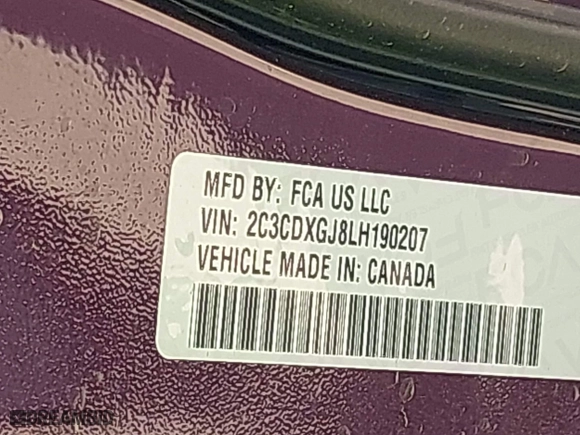 MFD BY: FCA US LLC
VIN: 2C3CDXGJ8LH190207
VEHICLE MADE IN: CANADA